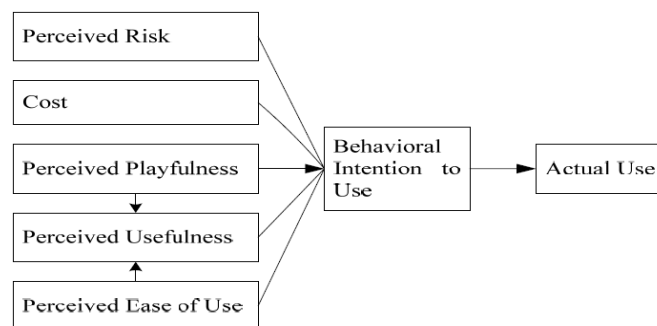 Perceived Risk
Cost
Perceived Playfulness
Perceived Usefulness
Perceived Ease of Use
Behavioral
Intention to
Use
Actual Use